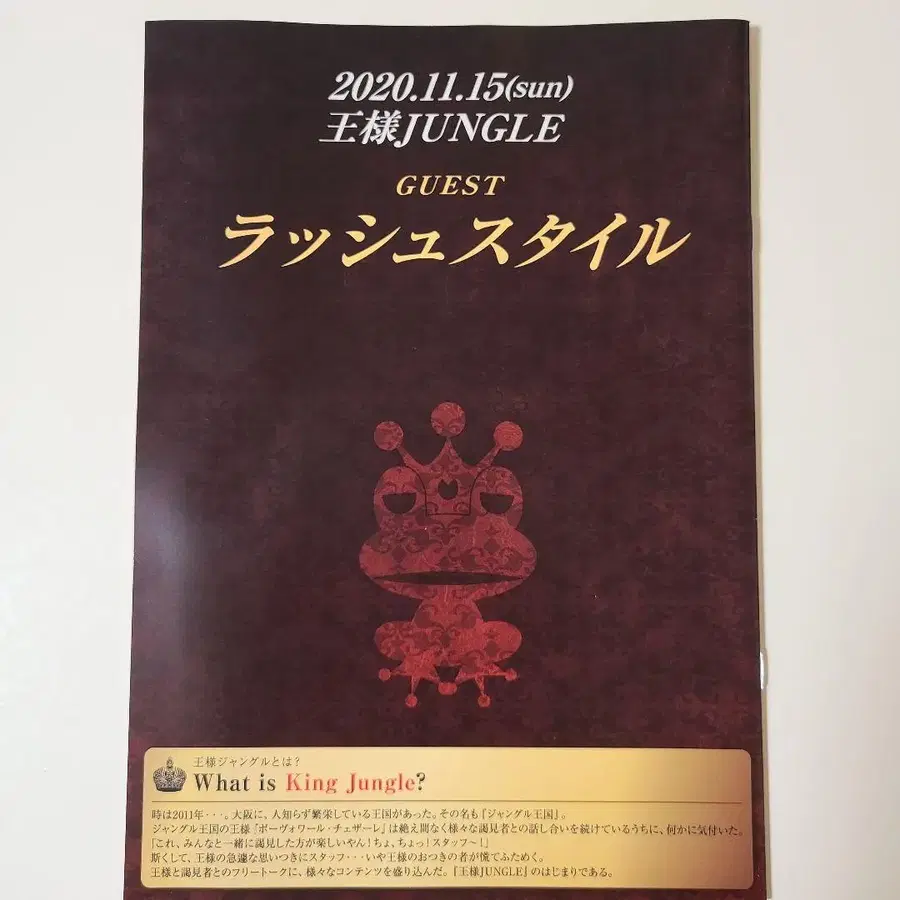 2020.11.15(sun)
王様JUNGLE
GUEST
ラッシュスタイル
王様ジャングルとは?
What is King Jungle?
時は2011年・・・。大阪に、人知らず繁栄している王国があった。その名も『ジャングル王国』。
ジャングル王国の王様「ボーヴォワール・チェザーレ」は絶え間なく様々な謁見者との話し合いを続けているうちに、何かに気付いた。
「これ、みんなと一緒に謁見した方が楽しいやん!ちょ、ちょっ!スタッフ〜!」
斯くして、王様の急遽な思いつきにスタッフ・・・いや王様のおつきの者が慌てふためく。
王様と謁見者とのフリートークに、様々なコンテンツを盛り込んだ。『王様JUNGLE』のはじまりである。